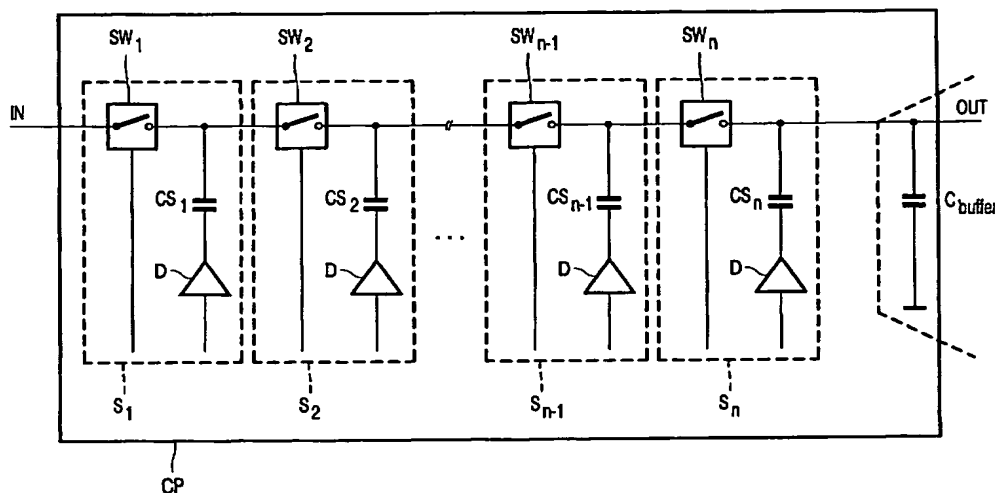 SW1 SW2 SWn-1 SWn
IN OUT
CS1 CS2 CSn-1 CSn Cbuffer
...
D D D D
S1 S2 Sn-1 Sn
CP